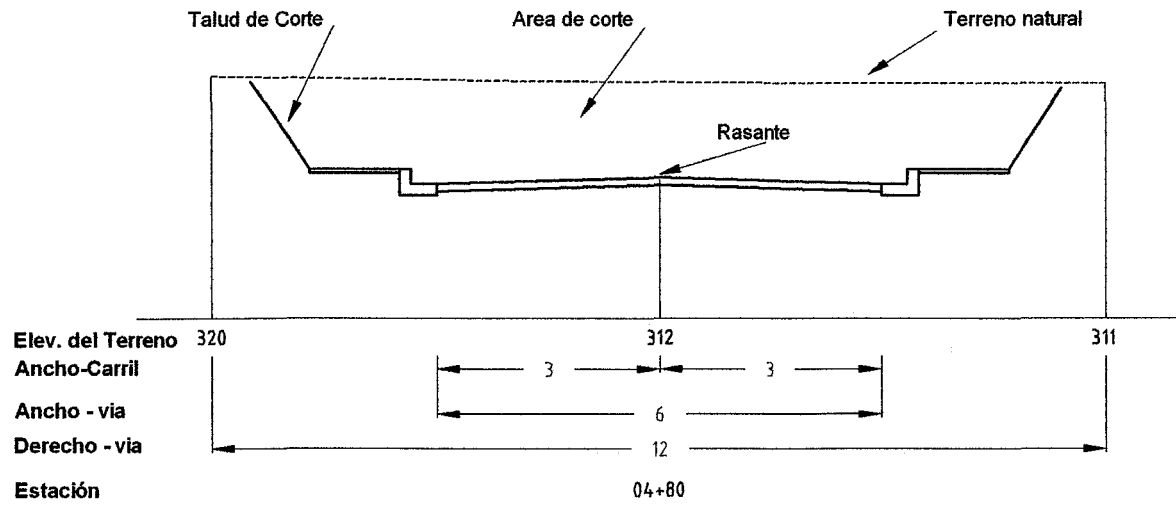 Talud de Corte Area de corte Terreno natural
Rasante
Elev. del Terreno 320 312 311
Ancho-Carril 3 3
Ancho - via 6
Derecho - via 12
Estación 04+80